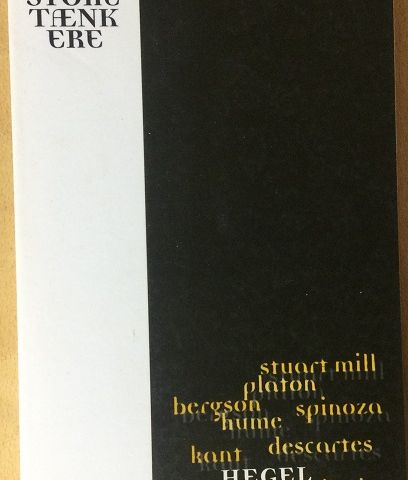 STORE
TÆNK
ERE
stuart mill
platon
bergson spinoza
hume
kant descartes
HEGEL